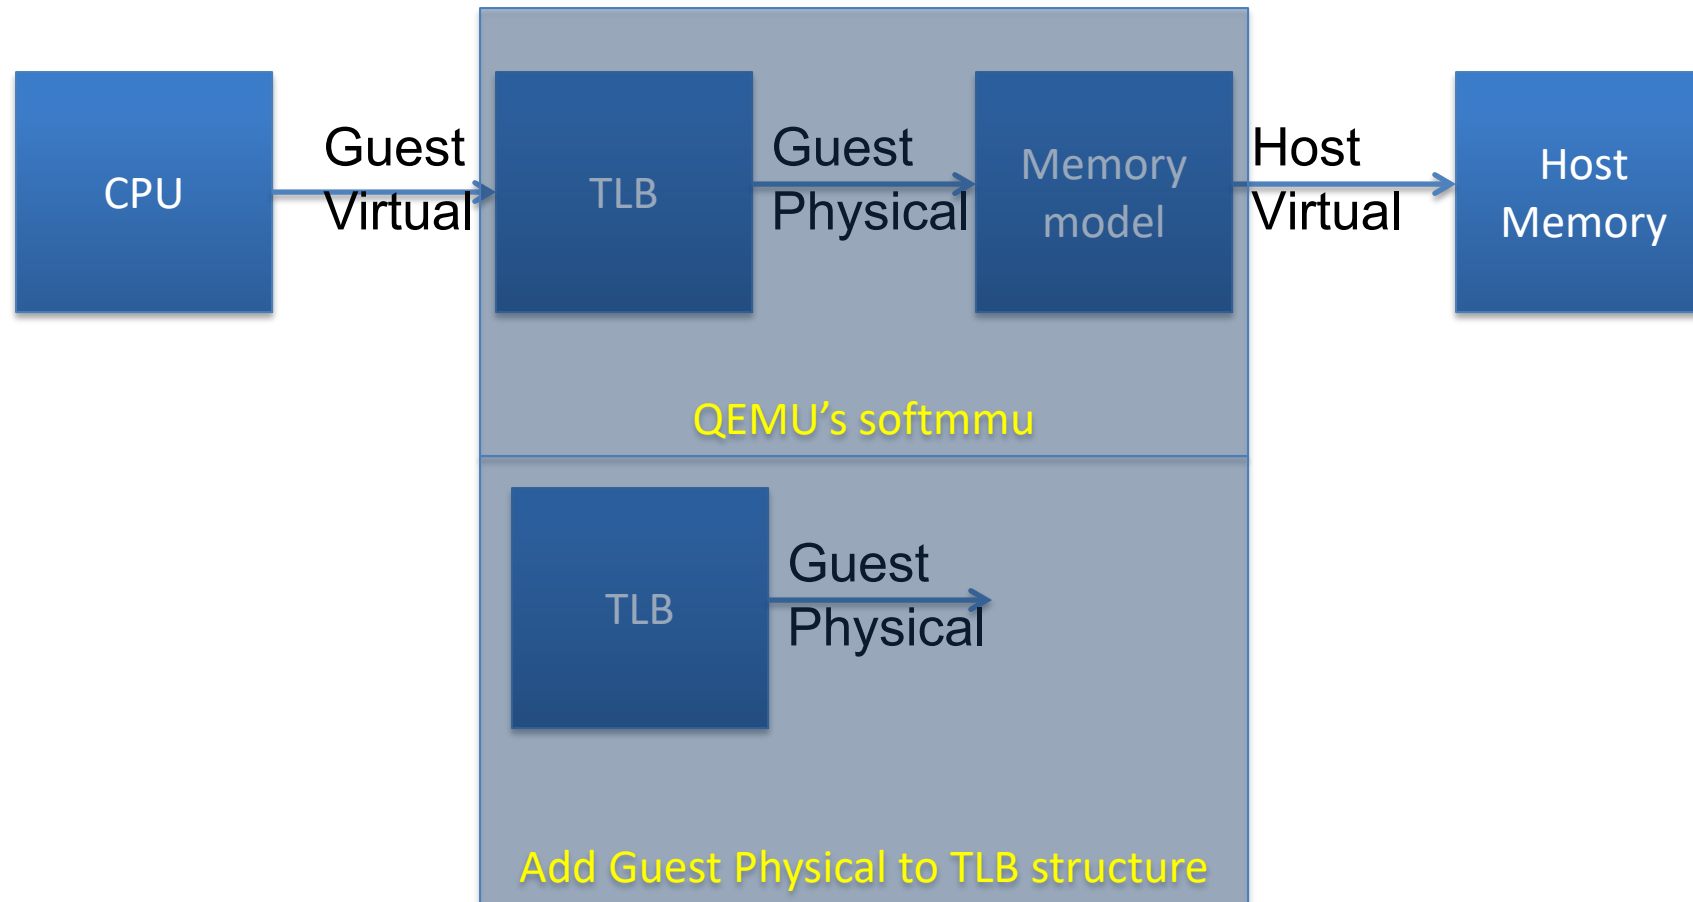 CPU
Guest
Virtual
TLB
Guest
Physical
Memory
model
Host
Virtual
Host
Memory
QEMU’s softmmu
TLB
Guest
Physical
Add Guest Physical to TLB structure